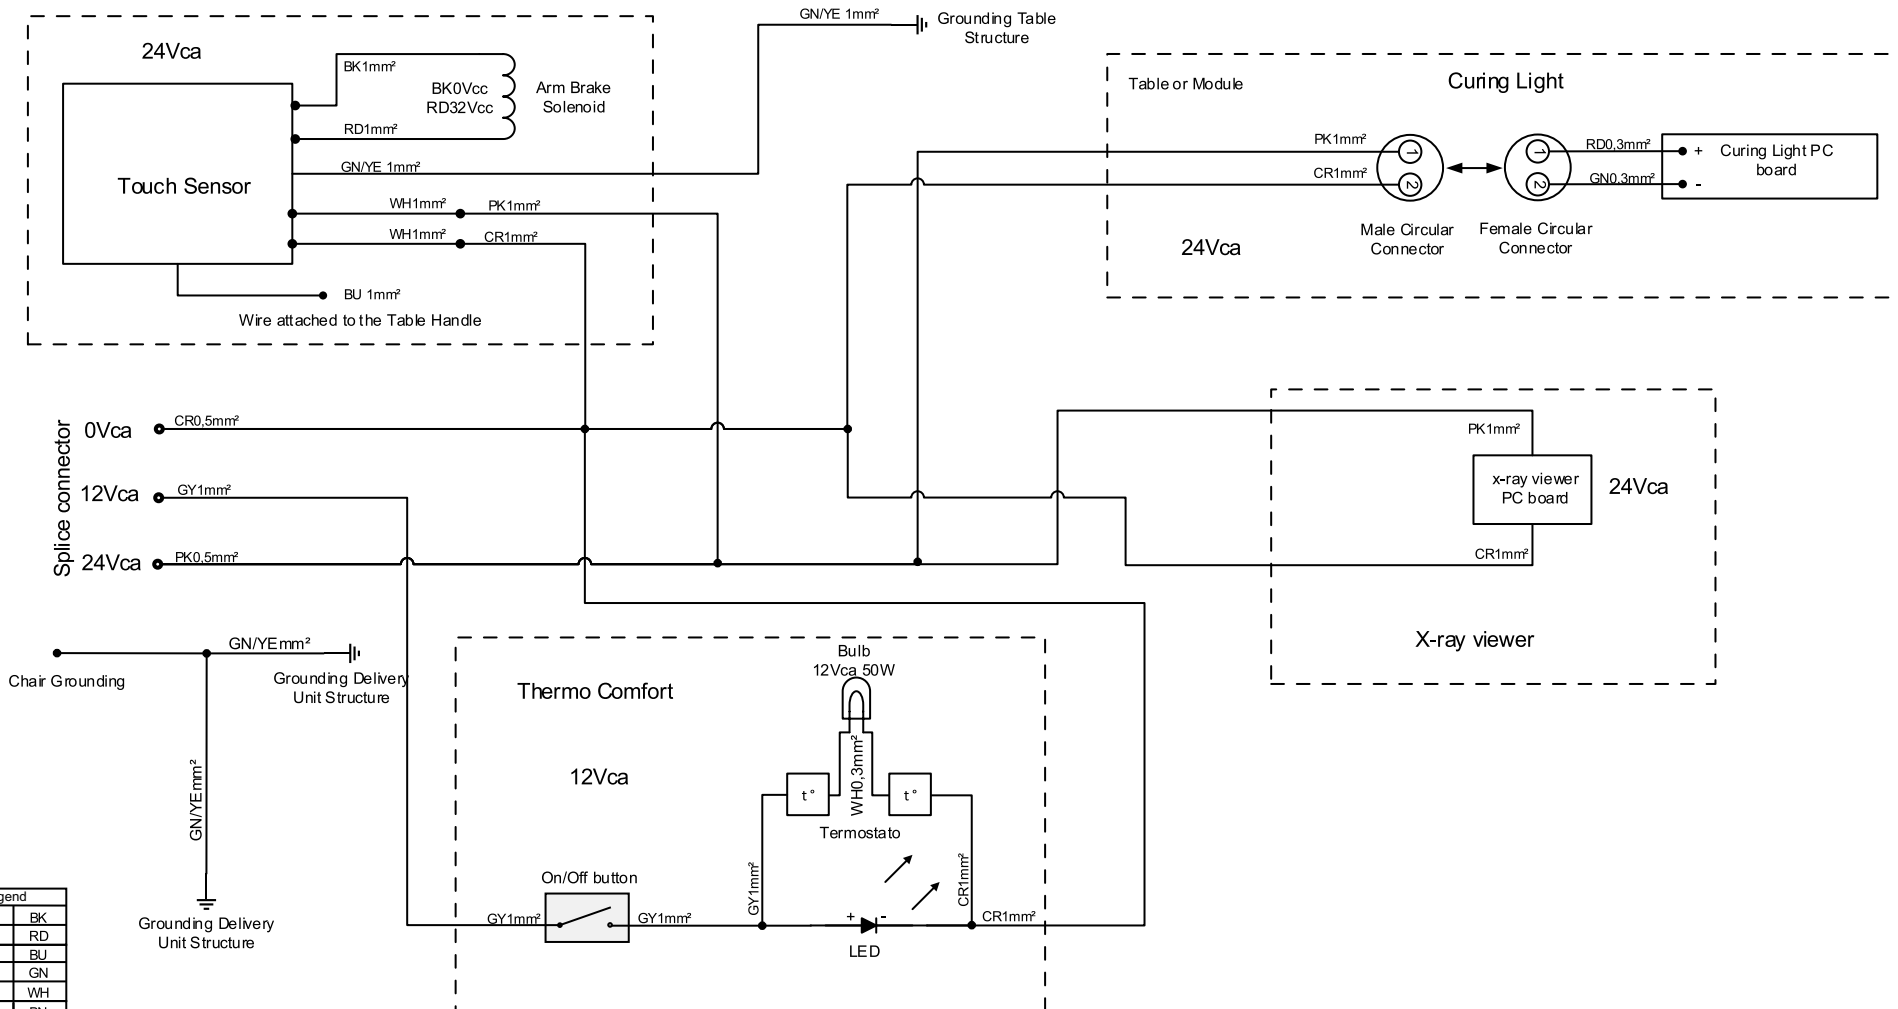 24Vca
BK1mm²
BK0Vcc
RD32Vcc
Arm Brake
Solenoid
RD1mm²
GN/YE 1mm²
Touch Sensor
WH1mm²
PK1mm²
WH1mm²
CR1mm²
BU 1mm²
Wire attached to the Table Handle
GN/YE 1mm²
Grounding Table
Structure
Table or Module
Curing Light
PK1mm²
CR1mm²
1
2
1
2
RD0,3mm²
GN0,3mm²
+
-
Curing Light PC
board
Male Circular
Connector
Female Circular
Connector
24Vca
Splice connector
0Vca
CR0,5mm²
12Vca
GY1mm²
24Vca
PK0,5mm²
PK1mm²
x-ray viewer
PC board
24Vca
CR1mm²
X-ray viewer
Chair Grounding
GN/YEmm²
Grounding Delivery
Unit Structure
GN/YEmm²
Grounding Delivery
Unit Structure
Thermo Comfort
12Vca
Bulb
12Vca 50W
WH0,3mm²
t°
t°
Termostato
GY1mm²
CR1mm²
On/Off button
GY1mm²
GY1mm²
+
-
LED
CR1mm²
gend
BK
RD
BU
GN
WH